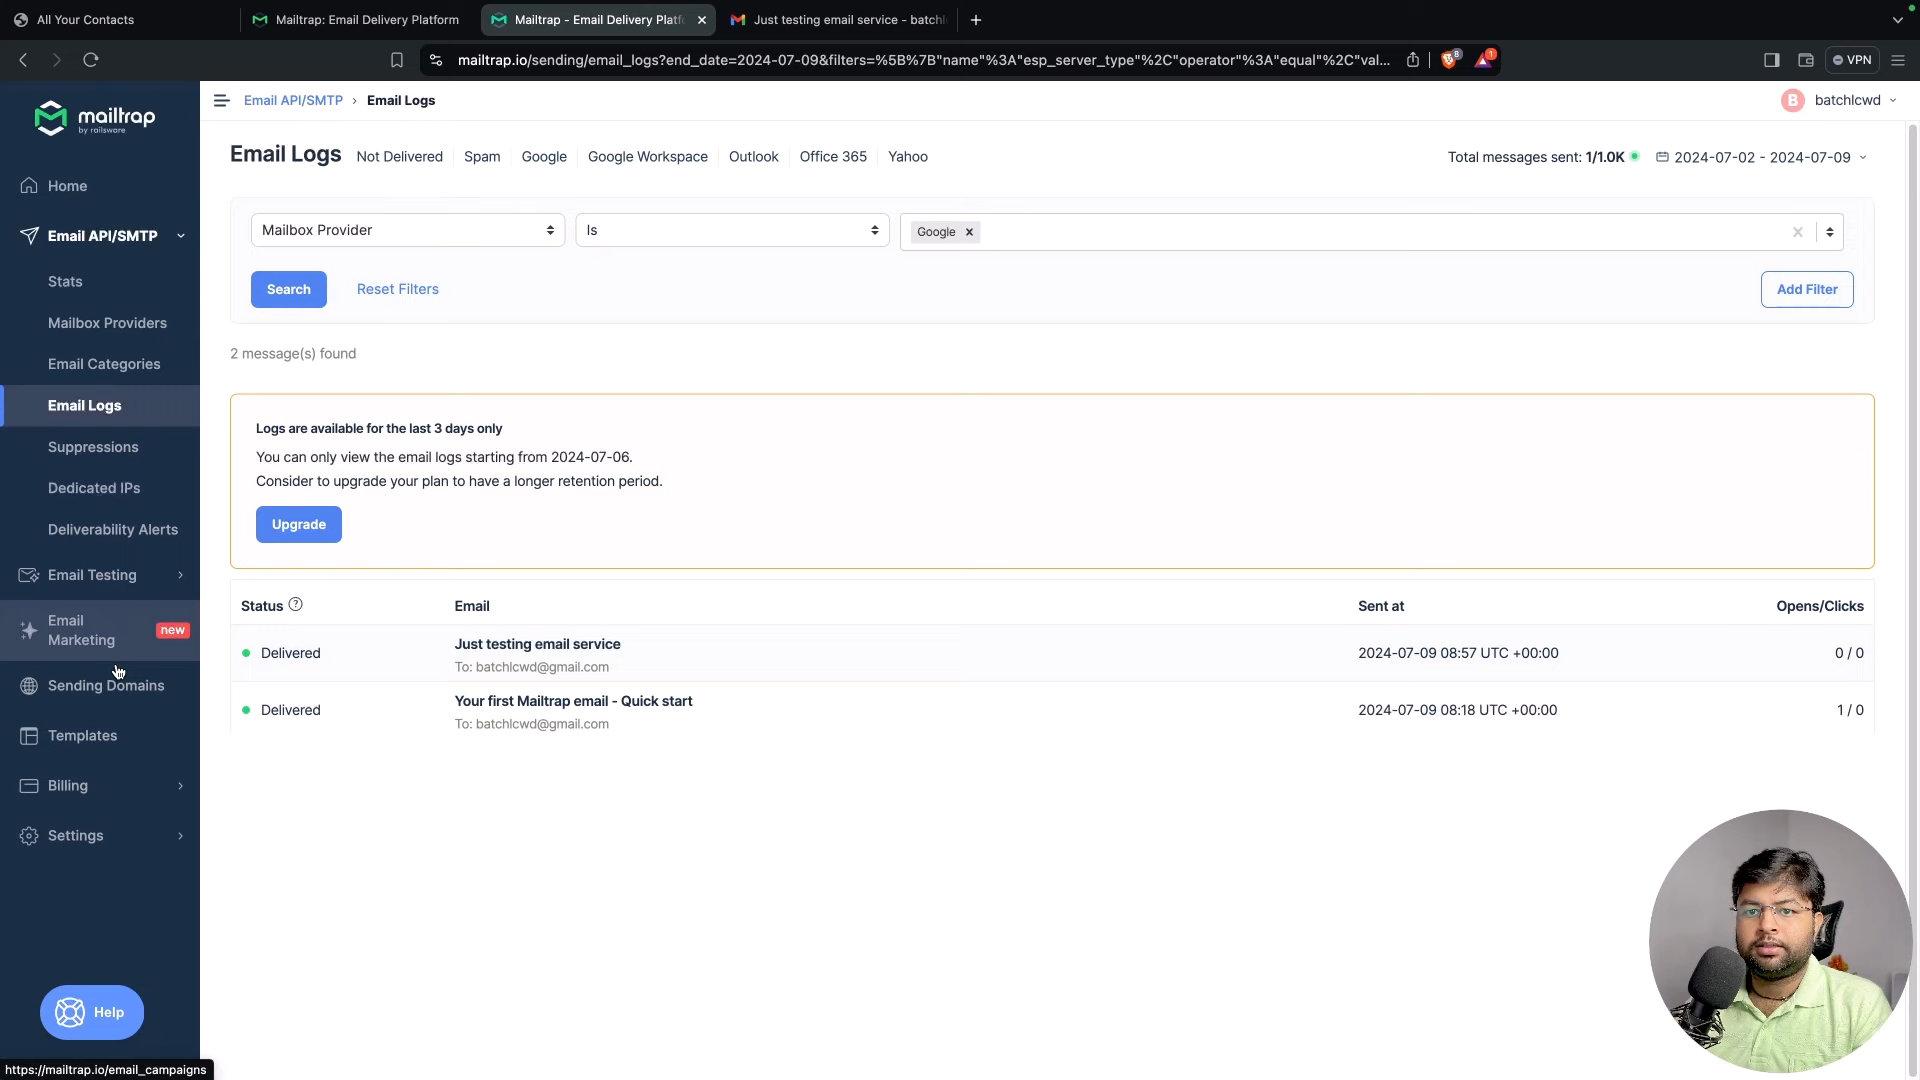 All Your Contacts
Mailtrap: Email Delivery Platform
Mailtrap - Email Delivery Platf
Just testing email service - batchl
mailtrap.io/sending/email_logs?end_date=2024-07-09&filters=%5B%7B"name"%3A"esp_server_type"%2C"operator"%3A"equal"%2C"val...
8
1
VPN
mailtrap
by railsware
Email API/SMTP › Email Logs
B batchlcwd
Email Logs
Not Delivered
Spam
Google
Google Workspace
Outlook
Office 365
Yahoo
Total messages sent: 1/1.0K
2024-07-02 - 2024-07-09
Home
Email API/SMTP
Stats
Mailbox Providers
Email Categories
Email Logs
Suppressions
Dedicated IPs
Deliverability Alerts
Email Testing
Email
Marketing
new
Sending Domains
Templates
Billing
Settings
Help
https://mailtrap.io/email_campaigns
Mailbox Provider
Is
Google
Search
Reset Filters
Add Filter
2 message(s) found
Logs are available for the last 3 days only
You can only view the email logs starting from 2024-07-06.
Consider to upgrade your plan to have a longer retention period.
Upgrade
Status ? Email Sent at Opens/Clicks
Delivered Just testing email service 2024-07-09 08:57 UTC +00:00 0 / 0
To: batchlcwd@gmail.com
Delivered Your first Mailtrap email - Quick start 2024-07-09 08:18 UTC +00:00 1 / 0
To: batchlcwd@gmail.com